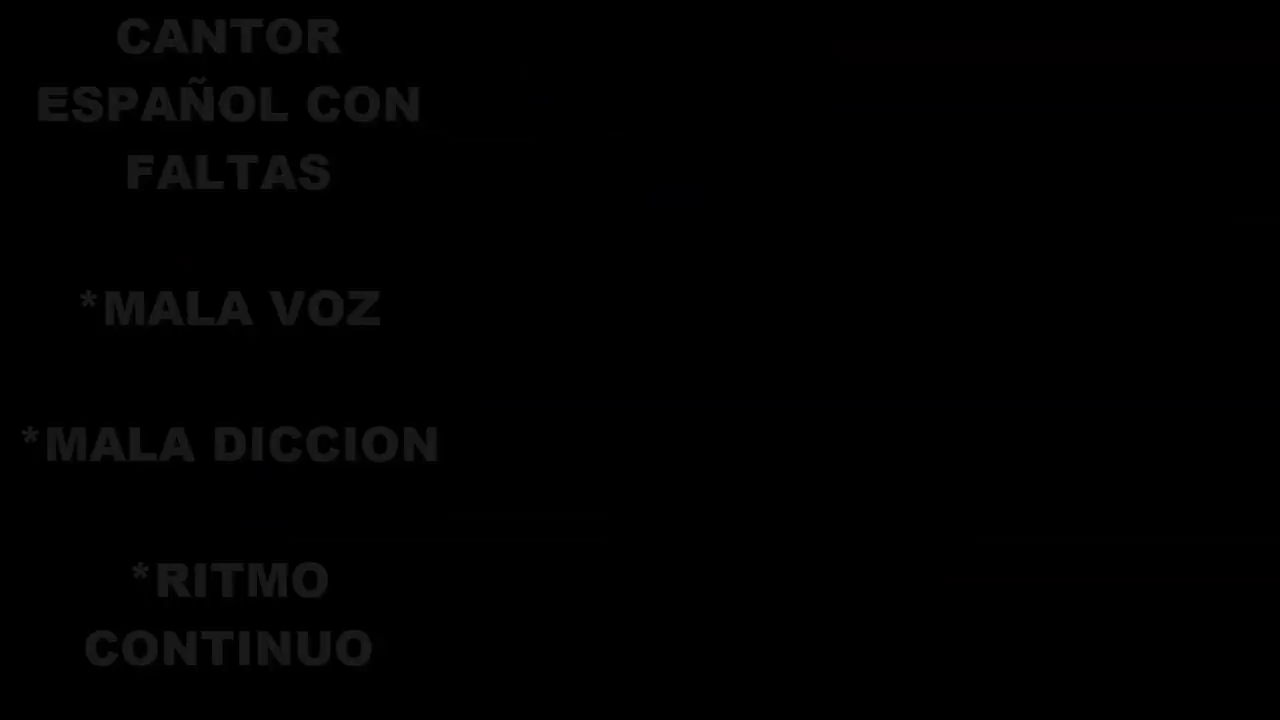 CANTOR
ESPAÑOL CON
FALTAS
*MALA VOZ
*MALA DICCION
*RITMO
CONTINUO